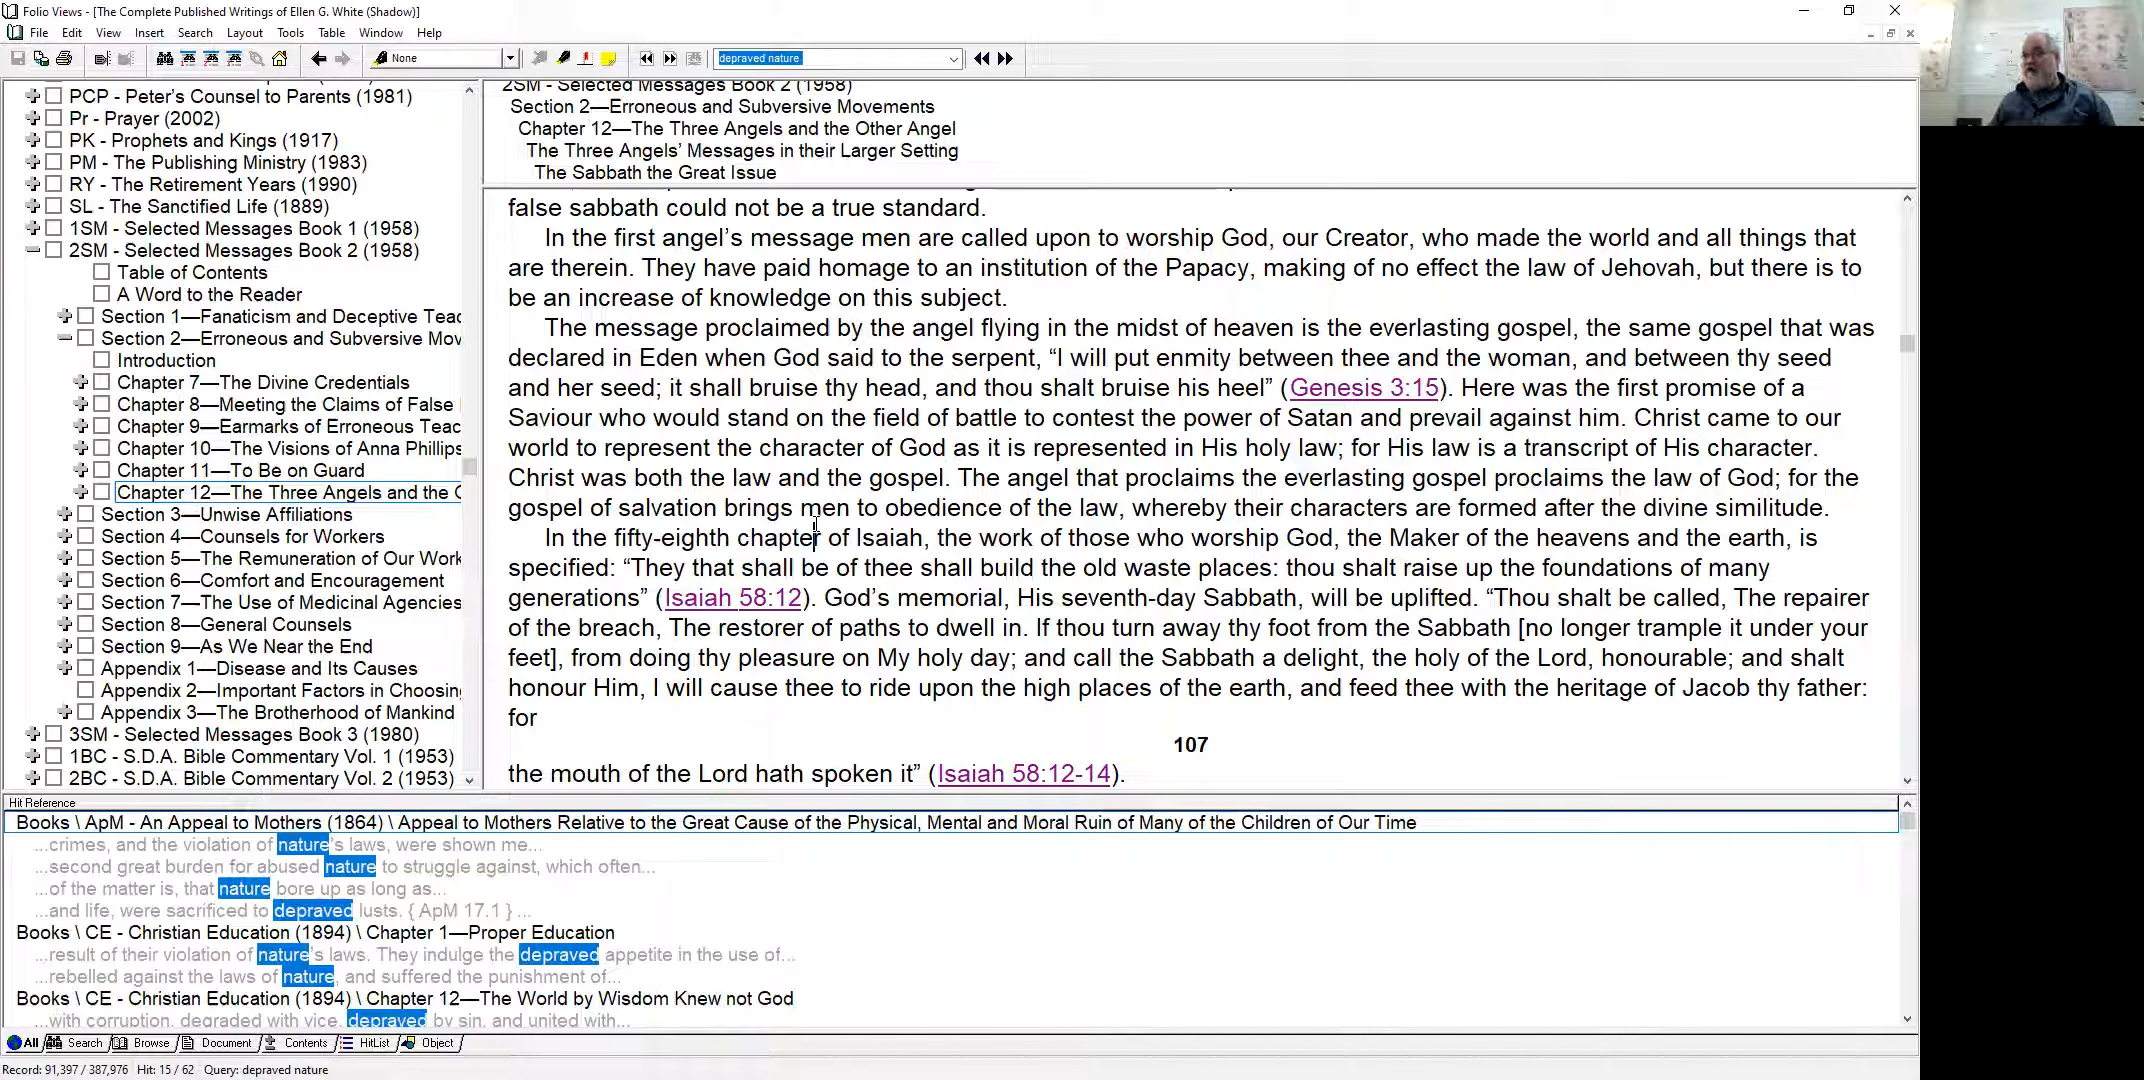 Folio Views - [The Complete Published Writings of Ellen G. White (Shadow)]
File Edit View Insert Search Layout Tools Table Window Help
None depraved nature
PCP - Peter's Counsel to Parents (1981)
Pr - Prayer (2002)
PK - Prophets and Kings (1917)
PM - The Publishing Ministry (1983)
RY - The Retirement Years (1990)
SL - The Sanctified Life (1889)
1SM - Selected Messages Book 1 (1958)
2SM - Selected Messages Book 2 (1958)
Table of Contents
A Word to the Reader
Section 1—Fanaticism and Deceptive Teac
Section 2—Erroneous and Subversive Mov
Introduction
Chapter 7—The Divine Credentials
Chapter 8—Meeting the Claims of False
Chapter 9—Earmarks of Erroneous Teac
Chapter 10—The Visions of Anna Phillips
Chapter 11—To Be on Guard
Chapter 12—The Three Angels and the O
Section 3—Unwise Affiliations
Section 4—Counsels for Workers
Section 5—The Remuneration of Our Work
Section 6—Comfort and Encouragement
Section 7—The Use of Medicinal Agencies
Section 8—General Counsels
Section 9—As We Near the End
Appendix 1—Disease and Its Causes
Appendix 2—Important Factors in Choosing
Appendix 3—The Brotherhood of Mankind
3SM - Selected Messages Book 3 (1980)
1BC - S.D.A. Bible Commentary Vol. 1 (1953)
2BC - S.D.A. Bible Commentary Vol. 2 (1953)
2SM - Selected Messages Book 2 (1958)
Section 2—Erroneous and Subversive Movements
Chapter 12—The Three Angels and the Other Angel
The Three Angels' Messages in their Larger Setting
The Sabbath the Great Issue
false sabbath could not be a true standard.
In the first angel's message men are called upon to worship God, our Creator, who made the world and all things that
are therein. They have paid homage to an institution of the Papacy, making of no effect the law of Jehovah, but there is to
be an increase of knowledge on this subject.
The message proclaimed by the angel flying in the midst of heaven is the everlasting gospel, the same gospel that was
declared in Eden when God said to the serpent, “I will put enmity between thee and the woman, and between thy seed
and her seed; it shall bruise thy head, and thou shalt bruise his heel” (Genesis 3:15). Here was the first promise of a
Saviour who would stand on the field of battle to contest the power of Satan and prevail against him. Christ came to our
world to represent the character of God as it is represented in His holy law; for His law is a transcript of His character.
Christ was both the law and the gospel. The angel that proclaims the everlasting gospel proclaims the law of God; for the
gospel of salvation brings men to obedience of the law, whereby their characters are formed after the divine similitude.
In the fifty-eighth chapter of Isaiah, the work of those who worship God, the Maker of the heavens and the earth, is
specified: “They that shall be of thee shall build the old waste places: thou shalt raise up the foundations of many
generations” (Isaiah 58:12). God's memorial, His seventh-day Sabbath, will be uplifted. “Thou shalt be called, The repairer
of the breach, The restorer of paths to dwell in. If thou turn away thy foot from the Sabbath [no longer trample it under your
feet], from doing thy pleasure on My holy day; and call the Sabbath a delight, the holy of the Lord, honourable; and shalt
honour Him, I will cause thee to ride upon the high places of the earth, and feed thee with the heritage of Jacob thy father:
for
107
the mouth of the Lord hath spoken it” (Isaiah 58:12-14).
Hit Reference
Books \ ApM - An Appeal to Mothers (1864) \ Appeal to Mothers Relative to the Great Cause of the Physical, Mental and Moral Ruin of Many of the Children of Our Time
...crimes, and the violation of nature's laws, were shown me...
...second great burden for abused nature to struggle against, which often...
...of the matter is, that nature bore up as long as...
...and life, were sacrificed to depraved lusts. { ApM 17.1 } ...
Books \ CE - Christian Education (1894) \ Chapter 1—Proper Education
...result of their violation of nature's laws. They indulge the depraved appetite in the use of...
...rebelled against the laws of nature, and suffered the punishment of...
Books \ CE - Christian Education (1894) \ Chapter 12—The World by Wisdom Knew not God
...with corruption, degraded with vice, depraved by sin, and united with...
All Search Browse Document Contents HitList Object
Record: 91,397 / 387,976 Hit: 15 / 62 Query: depraved nature